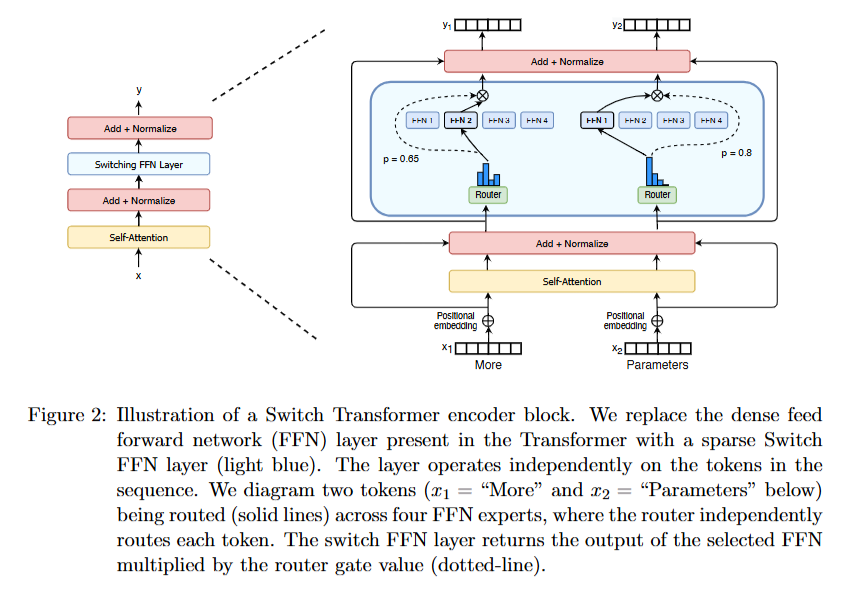 y
Add + Normalize
Switching FFN Layer
Add + Normalize
Self-Attention
x
y1
y2
Add + Normalize
FFN 1 FFN 2 FFN 3 FFN 4
FFN 1 FFN 2 FFN 3 FFN 4
p = 0.65
p = 0.8
Router
Router
Add + Normalize
Self-Attention
Positional
embedding
Positional
embedding
x1
x2
More
Parameters
Figure 2: Illustration of a Switch Transformer encoder block. We replace the dense feed
forward network (FFN) layer present in the Transformer with a sparse Switch
FFN layer (light blue). The layer operates independently on the tokens in the
sequence. We diagram two tokens (x1 = “More” and x2 = “Parameters” below)
being routed (solid lines) across four FFN experts, where the router independently
routes each token. The switch FFN layer returns the output of the selected FFN
multiplied by the router gate value (dotted-line).